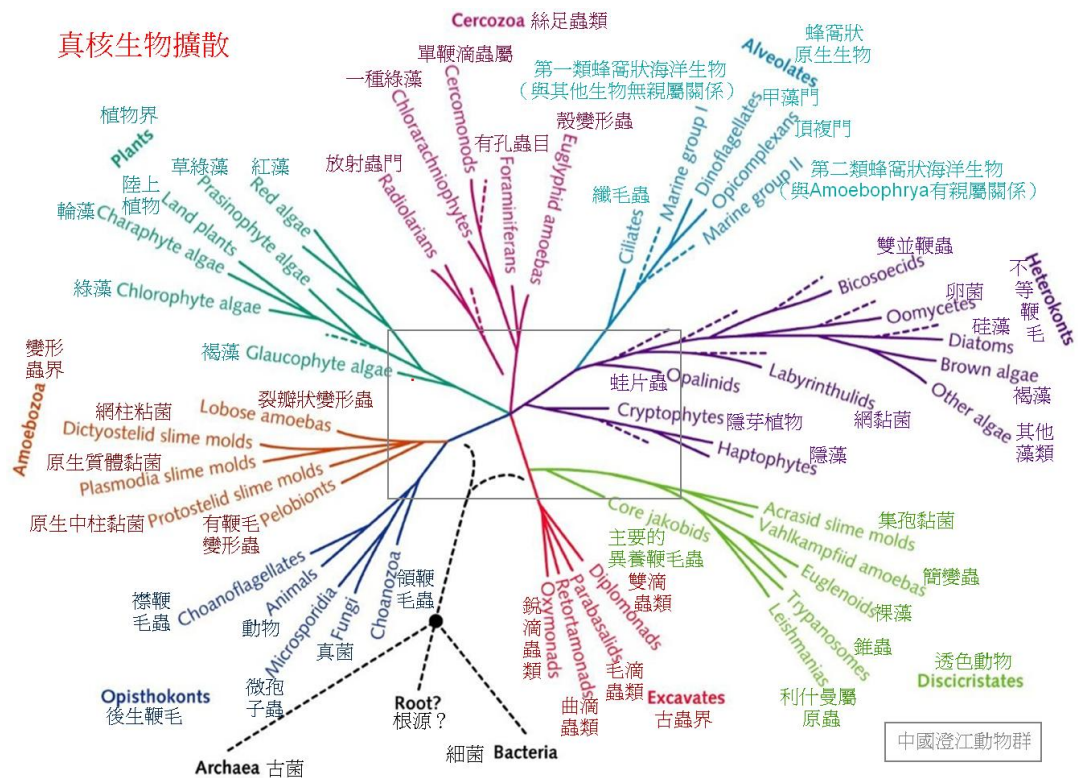 真核生物擴散
Cercozoa 絲足蟲類
單鞭滴蟲屬
Cercomonods
一種綠藻
Chlorarachniophytes
放射蟲門
Radiolarians
有孔蟲目
Foraminiferans
殼變形蟲
Euglyphid amoebas
蜂窩狀
原生生物
Alveolates
第一類蜂窩狀海洋生物
(與其他生物無親屬關係)
Marine group I
甲藻門
Dinoflagellates
頂複門
Opicomplexans
第二類蜂窩狀海洋生物
(與Amoebophrya有親屬關係)
Marine group II
纖毛蟲
Ciliates
植物界
Plants
紅藻
Red algae
草綠藻
Prasinophyte algae
陸上
植物
Land plants
輪藻
Charaphyte algae
綠藻 Chlorophyte algae
褐藻 Glaucophyte algae
不等鞭毛
Heterokonts
雙並鞭蟲
Bicosoecids
卵菌
Oomycetes
硅藻
Diatoms
Brown algae
褐藻
Other algae
其他
藻類
Labyrinthulids
網黏菌
蛙片蟲
Opalinids
Cryptophytes
隱芽植物
Haptophytes
隱藻
變形
蟲界
Amoebozoa
裂瓣狀變形蟲
Lobose amoebas
網柱粘菌
Dictyostelid slime molds
原生質體黏菌
Plasmodia slime molds
原生中柱黏菌
Protostelid slime molds
有鞭毛
變形蟲
Pelobionts
襟鞭
毛蟲
Choanoflagellates
動物
Animals
微孢
子蟲
Microsporidia
真菌
Fungi
領鞭
毛蟲
Choanozoa
Opisthokonts
後生鞭毛
主要的
異養鞭毛蟲
Core jakobids
集孢黏菌
Acrasid slime molds
簡變蟲
Vahlkampfiid amoebas
裸藻
Euglenoids
錐蟲
Trypanosomes
利什曼屬
原蟲
Leishmanias
透色動物
Discicristates
雙滴
蟲類
Diplomonads
毛滴
蟲類
Parabasalids
曲滴
蟲類
Retortamonads
銳滴蟲類
Oxymonads
Excavates
古蟲界
Root?
根源？
細菌 Bacteria
Archaea 古菌
中國澄江動物群